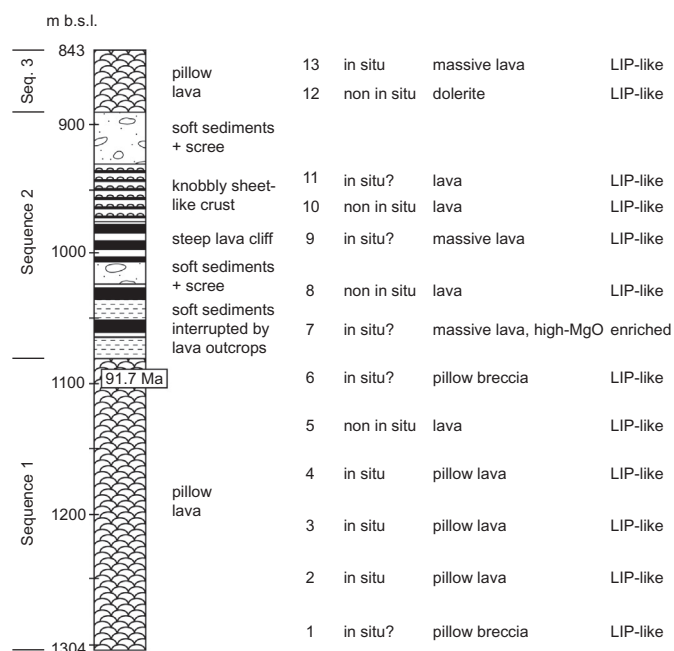 m b.s.l.
843
Seq. 3
pillow
lava
13 in situ massive lava LIP-like
12 non in situ dolerite LIP-like
900
soft sediments
+ scree
Sequence 2
knobbly sheet-
like crust
11 in situ? lava LIP-like
10 non in situ lava LIP-like
steep lava cliff
9 in situ? massive lava LIP-like
1000
soft sediments
+ scree
8 non in situ lava LIP-like
soft sediments
interrupted by
lava outcrops
7 in situ? massive lava, high-MgO enriched
1100
91.7 Ma
6 in situ? pillow breccia LIP-like
5 non in situ lava LIP-like
Sequence 1
4 in situ pillow lava LIP-like
pillow
lava
1200
3 in situ pillow lava LIP-like
2 in situ pillow lava LIP-like
1 in situ? pillow breccia LIP-like
1304